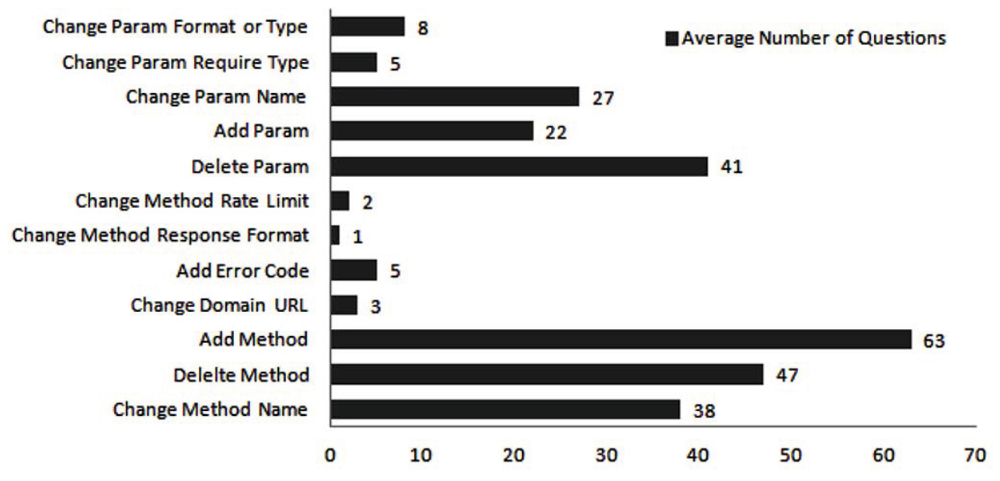 Change Param Format or Type 8
Average Number of Questions
Change Param Require Type 5
Change Param Name 27
Add Param 22
Delete Param 41
Change Method Rate Limit 2
Change Method Response Format 1
Add Error Code 5
Change Domain URL 3
Add Method 63
Delelte Method 47
Change Method Name 38
0 10 20 30 40 50 60 70